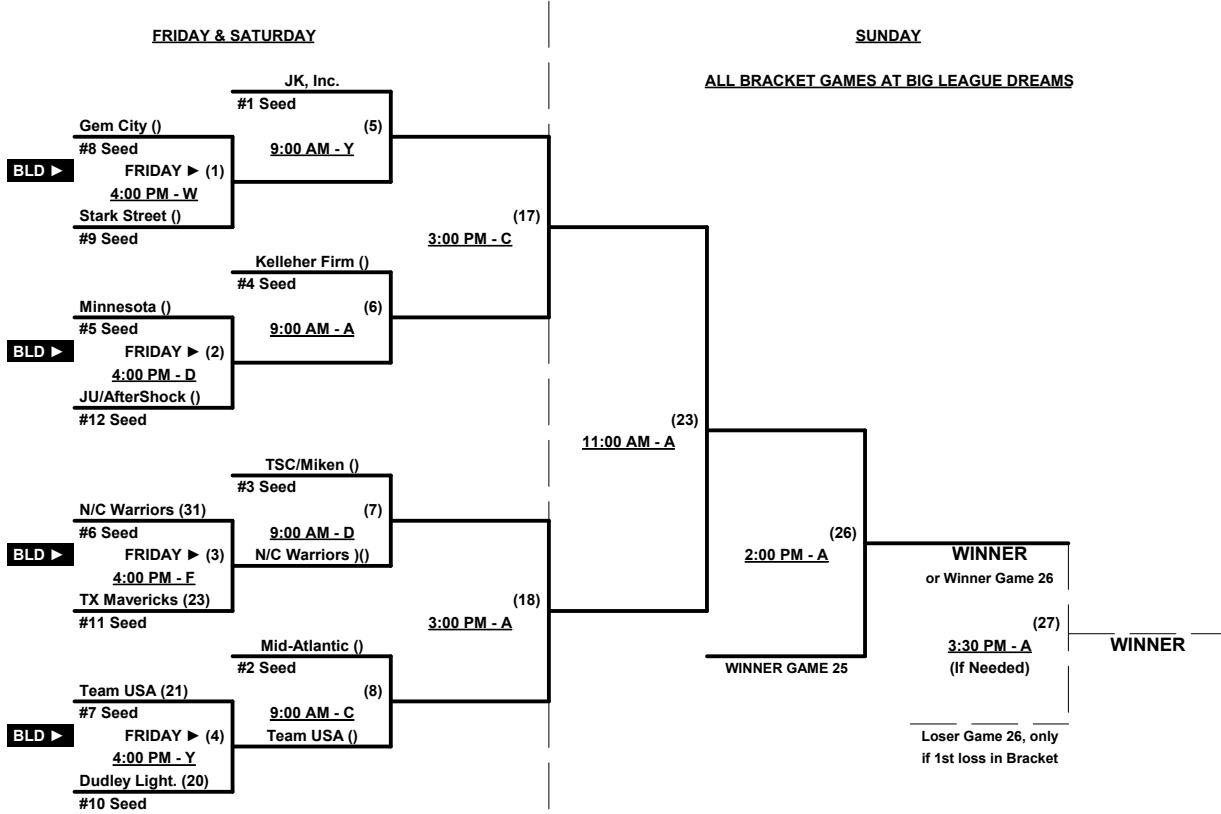 FRIDAY & SATURDAY
SUNDAY
ALL BRACKET GAMES AT BIG LEAGUE DREAMS
JK, Inc.
#1 Seed
(5)
9:00 AM - Y
Gem City ()
#8 Seed
BLD ►
FRIDAY ► (1)
4:00 PM - W
Stark Street ()
#9 Seed
(17)
3:00 PM - C
Kelleher Firm ()
#4 Seed
(6)
9:00 AM - A
Minnesota ()
#5 Seed
BLD ►
FRIDAY ► (2)
4:00 PM - D
JU/AfterShock ()
#12 Seed
(23)
11:00 AM - A
TSC/Miken ()
#3 Seed
(7)
9:00 AM - D
N/C Warriors )()
N/C Warriors (31)
#6 Seed
BLD ►
FRIDAY ► (3)
4:00 PM - F
TX Mavericks (23)
#11 Seed
(18)
3:00 PM - A
Mid-Atlantic ()
#2 Seed
(8)
9:00 AM - C
Team USA ()
Team USA (21)
#7 Seed
BLD ►
FRIDAY ► (4)
4:00 PM - Y
Dudley Light. (20)
#10 Seed
(26)
2:00 PM - A
WINNER GAME 25
WINNER
or Winner Game 26
(27)
3:30 PM - A
(If Needed)
WINNER
Loser Game 26, only
if 1st loss in Bracket